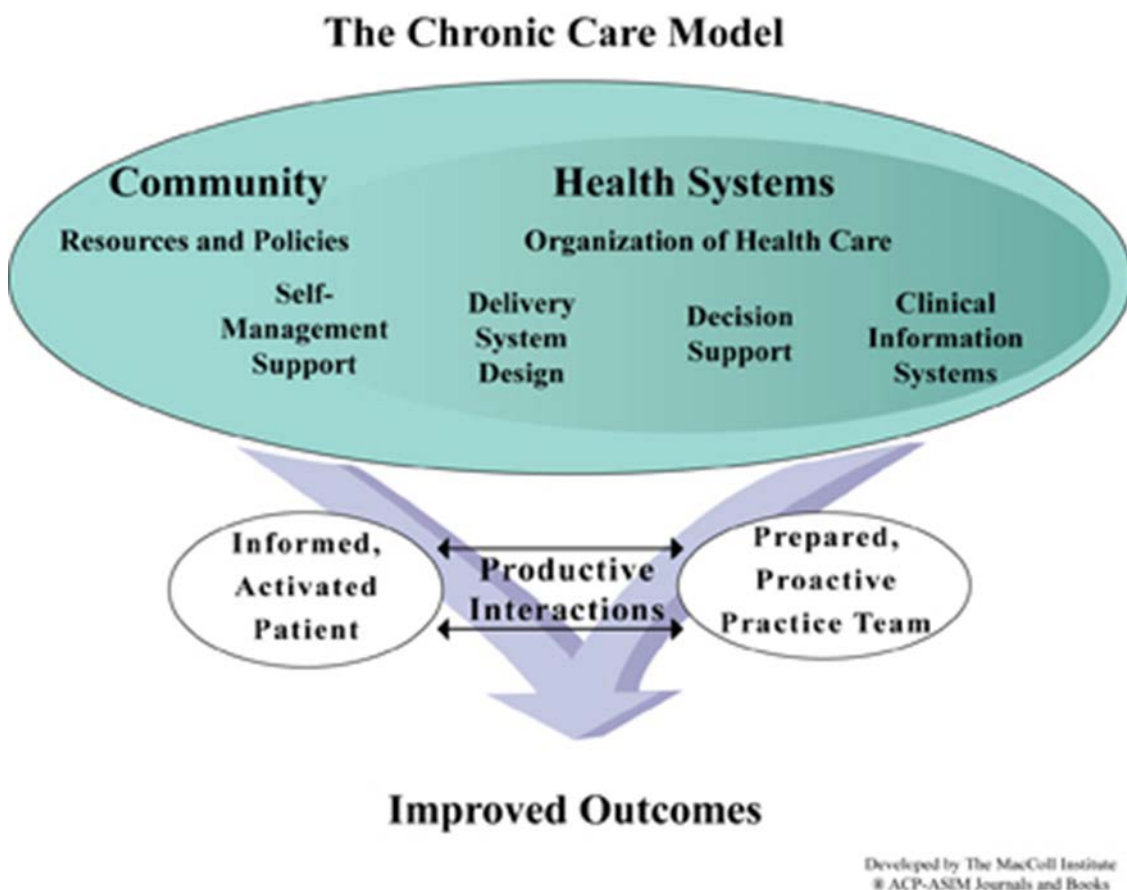 The Chronic Care Model
Community
Health Systems
Resources and Policies
Organization of Health Care
Self-
Management
Support
Delivery
System
Design
Decision
Support
Clinical
Information
Systems
Informed,
Activated
Patient
Productive
Interactions
Prepared,
Proactive
Practice Team
Improved Outcomes
Developed by The MacColl Institute
® ACP-ASIM Journals and Books